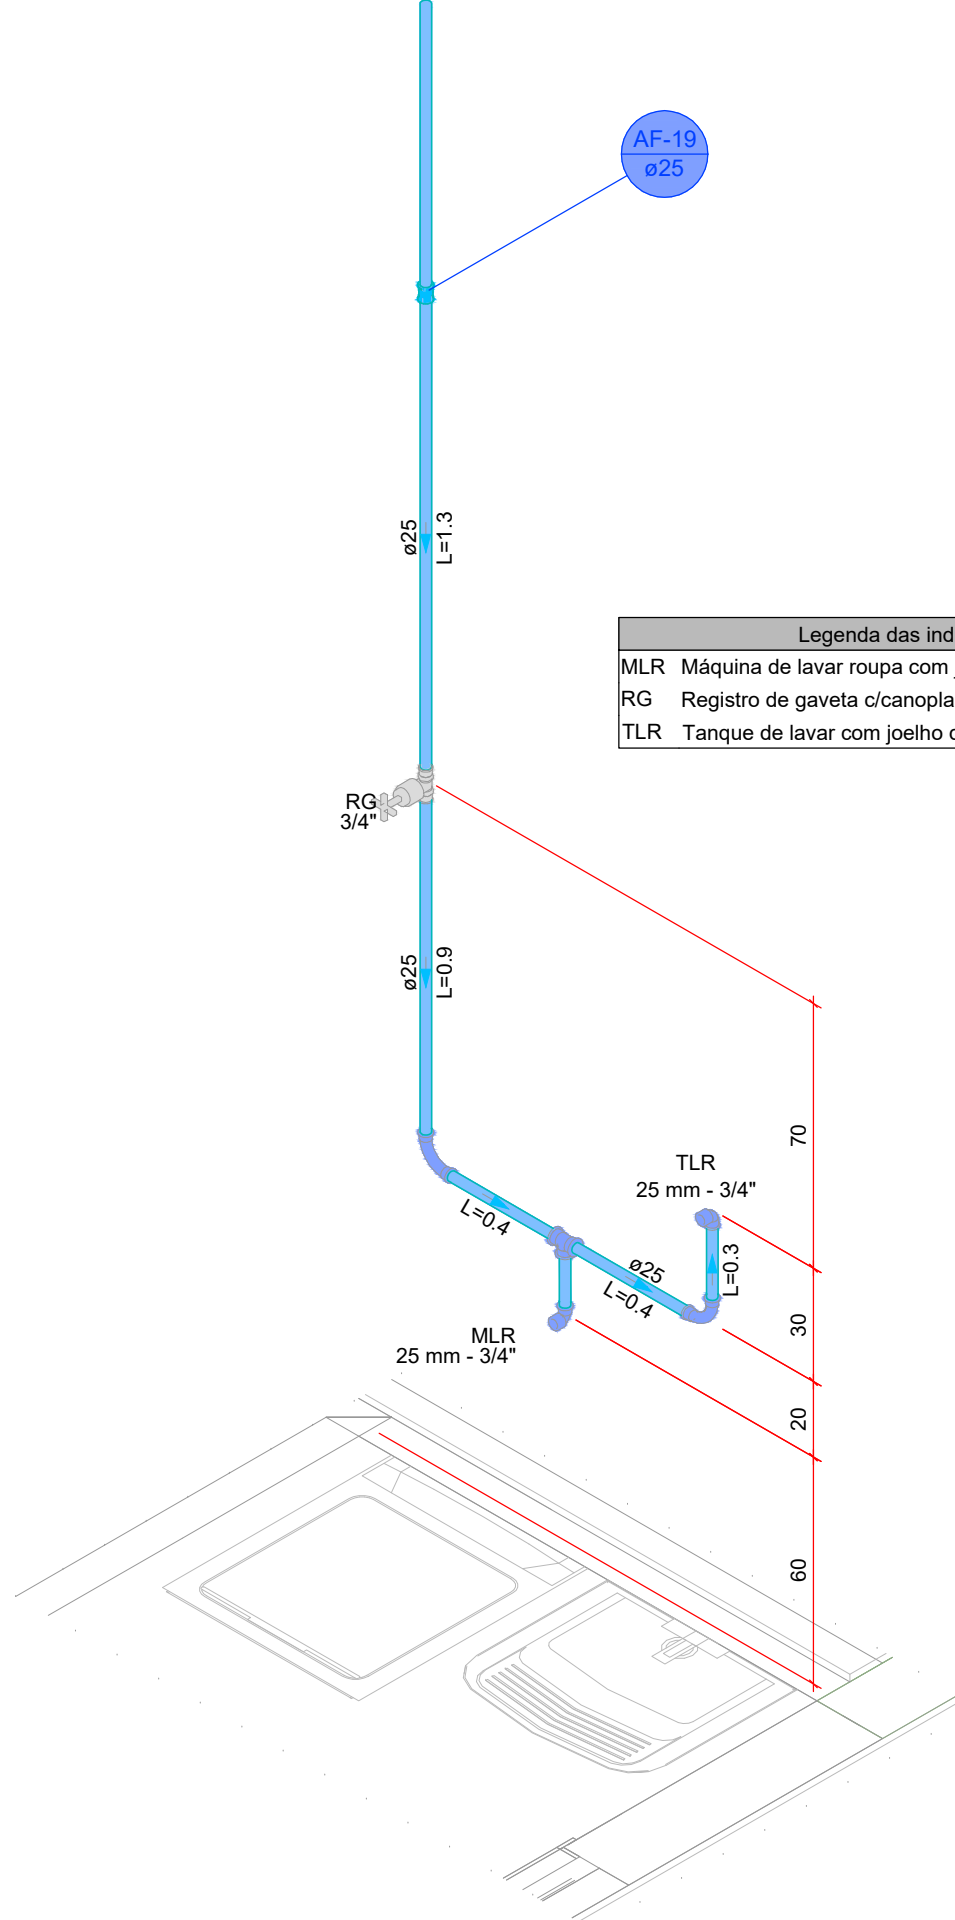 AF-19
ø25
ø25
L=1.3
Legenda das ind
MLR Máquina de lavar roupa com
RG Registro de gaveta c/canopla
TLR Tanque de lavar com joelho
RG
3/4"
ø25
L=0.9
70
TLR
25 mm - 3/4"
L=0.4
ø25
L=0.4
L=0.3
30
MLR
25 mm - 3/4"
20
60